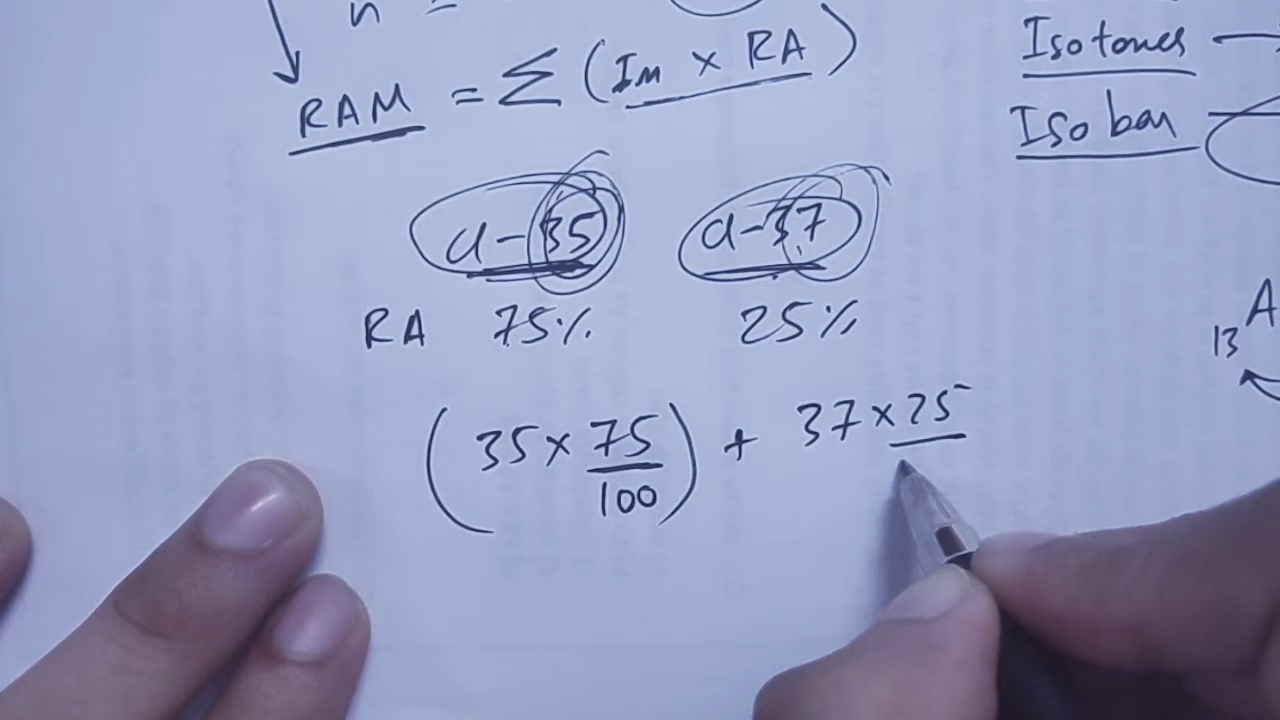 n =
RAM = Σ (Im × RA)
Isotones
Isobar
Cl-35 Cl-37
RA 75% 25%
(35 × 75/100) + 37 × 25
13 A